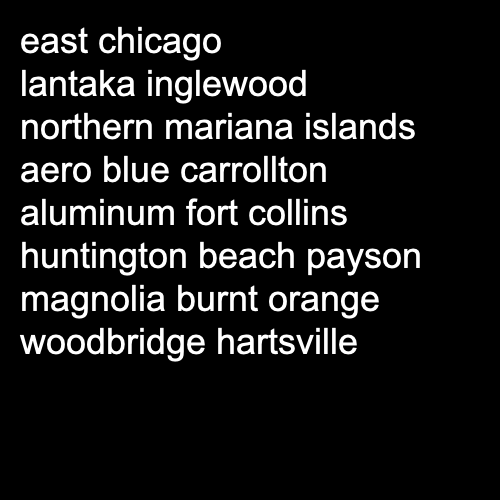 east chicago
lantaka inglewood
northern mariana islands
aero blue carrollton
aluminum fort collins
huntington beach payson
magnolia burnt orange
woodbridge hartsville